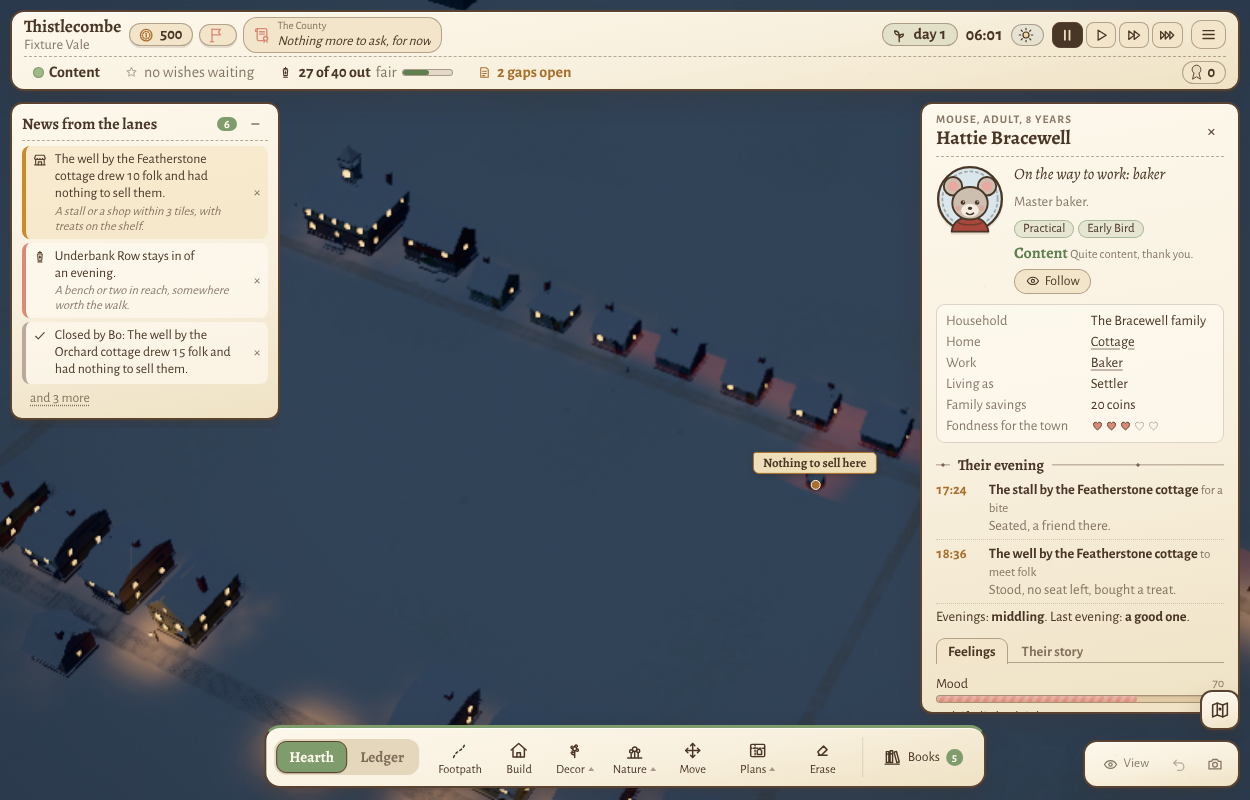 Thistlecombe
Fixture Vale
500
The County
Nothing more to ask, for now
day 1
06:01
Content
no wishes waiting
27 of 40 out fair
2 gaps open
0
News from the lanes
6
The well by the Featherstone
cottage drew 10 folk and had
nothing to sell them.
A stall or a shop within 3 tiles, with
treats on the shelf.
Underbank Row stays in of
an evening.
A bench or two in reach, somewhere
worth the walk.
Closed by Bo: The well by the
Orchard cottage drew 15 folk and
had nothing to sell them.
and 3 more
Nothing to sell here
MOUSE, ADULT, 8 YEARS
Hattie Bracewell
On the way to work: baker
Master baker.
Practical
Early Bird
Content Quite content, thank you.
Follow
Household The Bracewell family
Home Cottage
Work Baker
Living as Settler
Family savings 20 coins
Fondness for the town
Their evening
17:24 The stall by the Featherstone cottage for a
bite
Seated, a friend there.
18:36 The well by the Featherstone cottage to
meet folk
Stood, no seat left, bought a treat.
Evenings: middling. Last evening: a good one.
Feelings
Their story
Mood 70
Hearth
Ledger
Footpath
Build
Decor
Nature
Move
Plans
Erase
Books 5
View